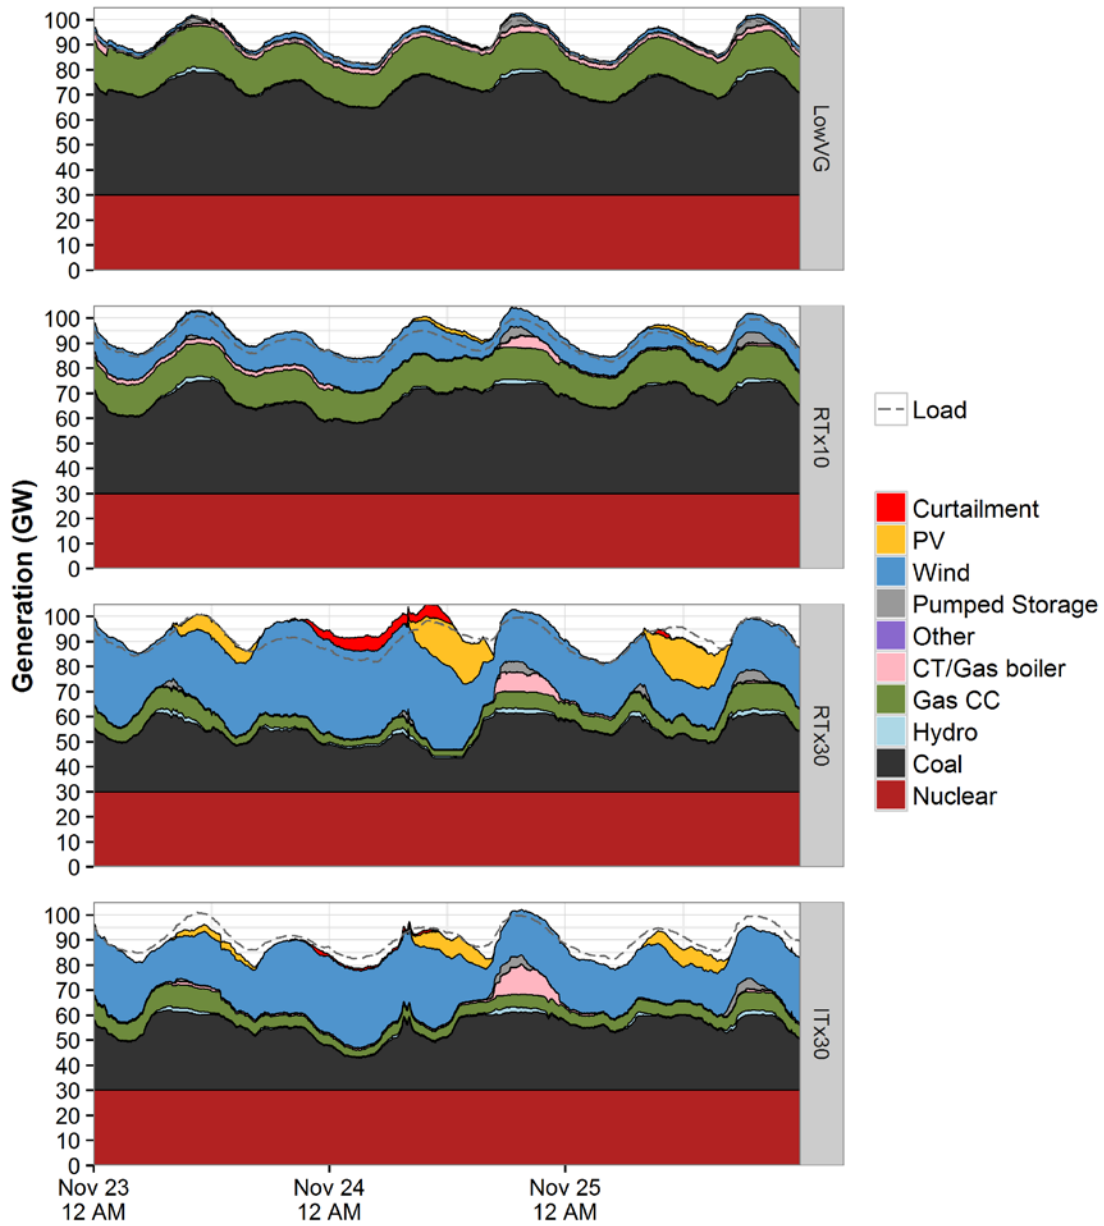 Generation (GW)
100
90
80
70
60
50
40
30
20
10
0
LowVG
100
90
80
70
60
50
40
30
20
10
0
RTx10
100
90
80
70
60
50
40
30
20
10
0
RTx30
100
90
80
70
60
50
40
30
20
10
0
ITx30
Nov 23
12 AM
Nov 24
12 AM
Nov 25
12 AM
Load
Curtailment
PV
Wind
Pumped Storage
Other
CT/Gas boiler
Gas CC
Hydro
Coal
Nuclear